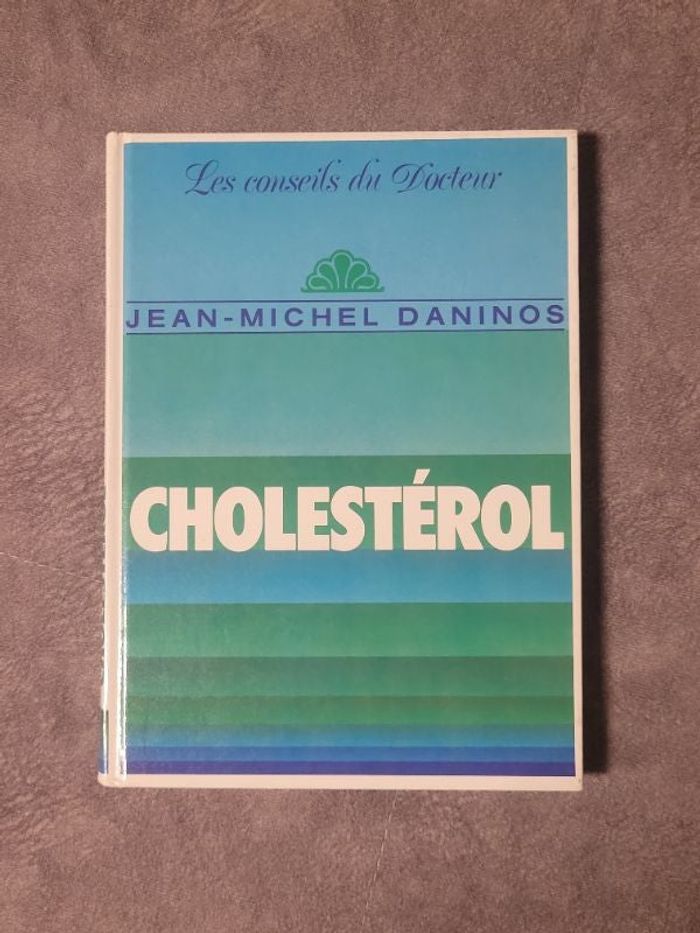 Les conseils du Docteur
JEAN-MICHEL DANINOS
CHOLESTÉROL